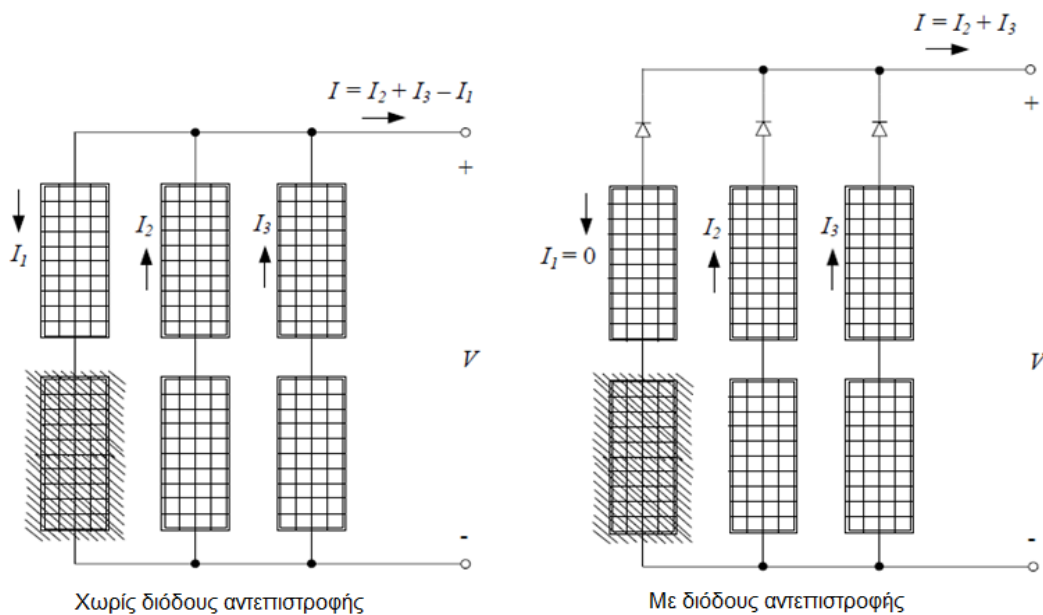 I = I₂ + I₃ – I₁
+
I₁
I₂
I₃
V
-
Χωρίς διόδους αντεπιστροφής
I = I₂ + I₃
+
I₁ = 0
I₂
I₃
V
-
Με διόδους αντεπιστροφής